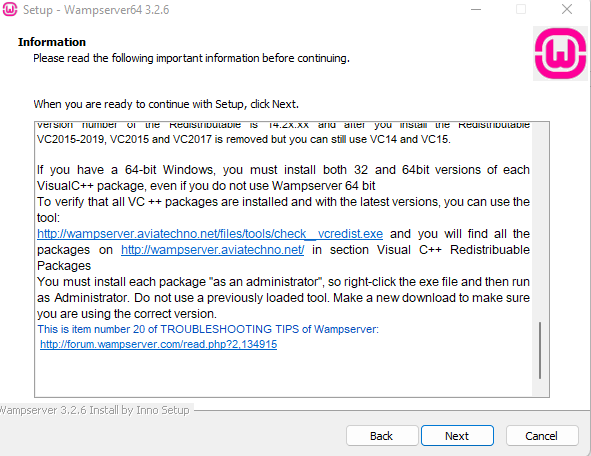 Setup - Wampserver64 3.2.6
Information
Please read the following important information before continuing.
When you are ready to continue with Setup, click Next.
version number of the Redistributable is 14.2x.xx and after you install the Redistributable
VC2015-2019, VC2015 and VC2017 is removed but you can still use VC14 and VC15.
If you have a 64-bit Windows, you must install both 32 and 64bit versions of each
VisualC++ package, even if you do not use Wampserver 64 bit
To verify that all VC ++ packages are installed and with the latest versions, you can use the
tool:
http://wampserver.aviatechno.net/files/tools/check__vcredist.exe and you will find all the
packages on http://wampserver.aviatechno.net/ in section Visual C++ Redistribuable
Packages
You must install each package "as an administrator", so right-click the exe file and then run
as Administrator. Do not use a previously loaded tool. Make a new download to make sure
you are using the correct version.
This is item number 20 of TROUBLESHOOTING TIPS of Wampserver:
http://forum.wampserver.com/read.php?2,134915
Wampserver 3.2.6 Install by Inno Setup
Back
Next
Cancel